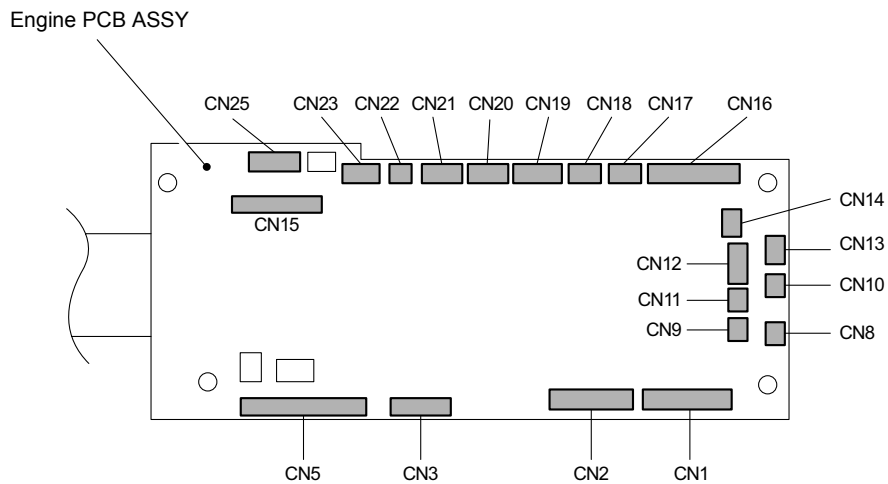 Engine PCB ASSY
CN25 CN23 CN22 CN21 CN20 CN19 CN18 CN17 CN16
CN14
CN15
CN13
CN12
CN10
CN11
CN9
CN8
CN5 CN3 CN2 CN1